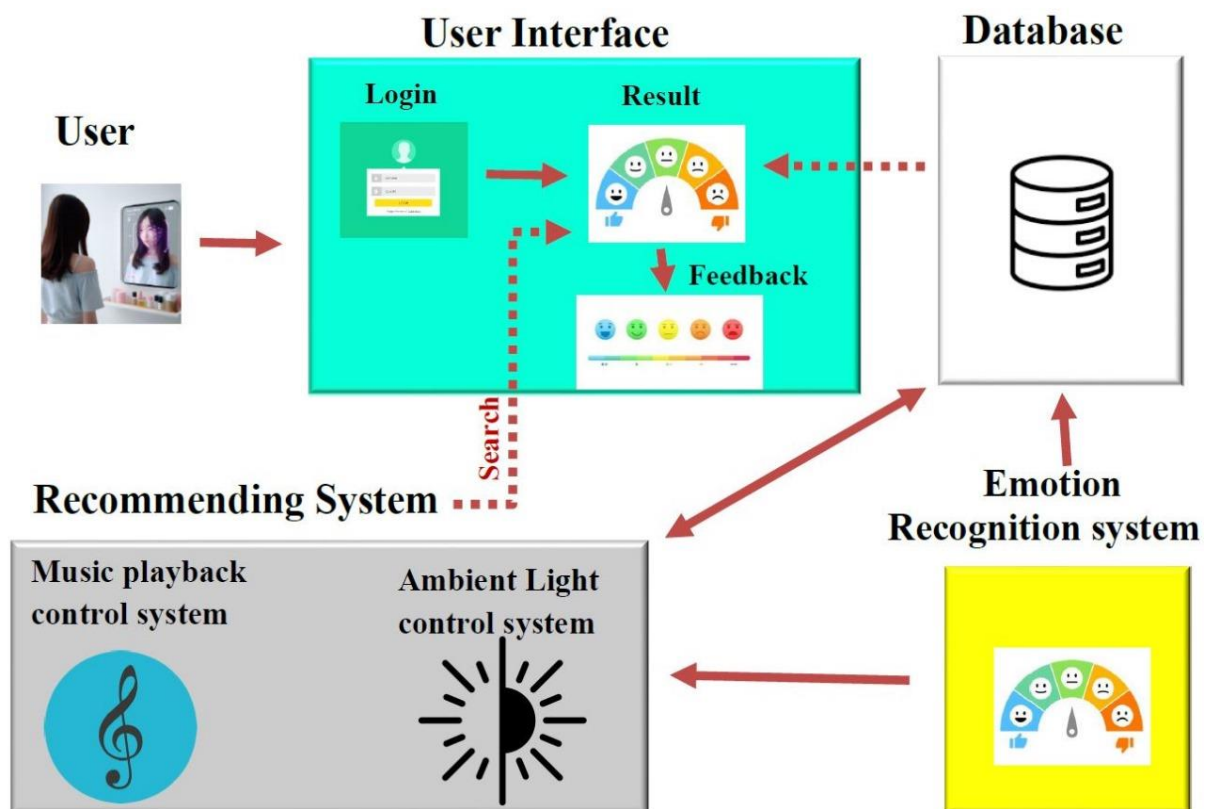 User Interface
Database
Login
Result
User
Feedback
Search
Recommending System
Emotion
Recognition system
Music playback
control system
Ambient Light
control system